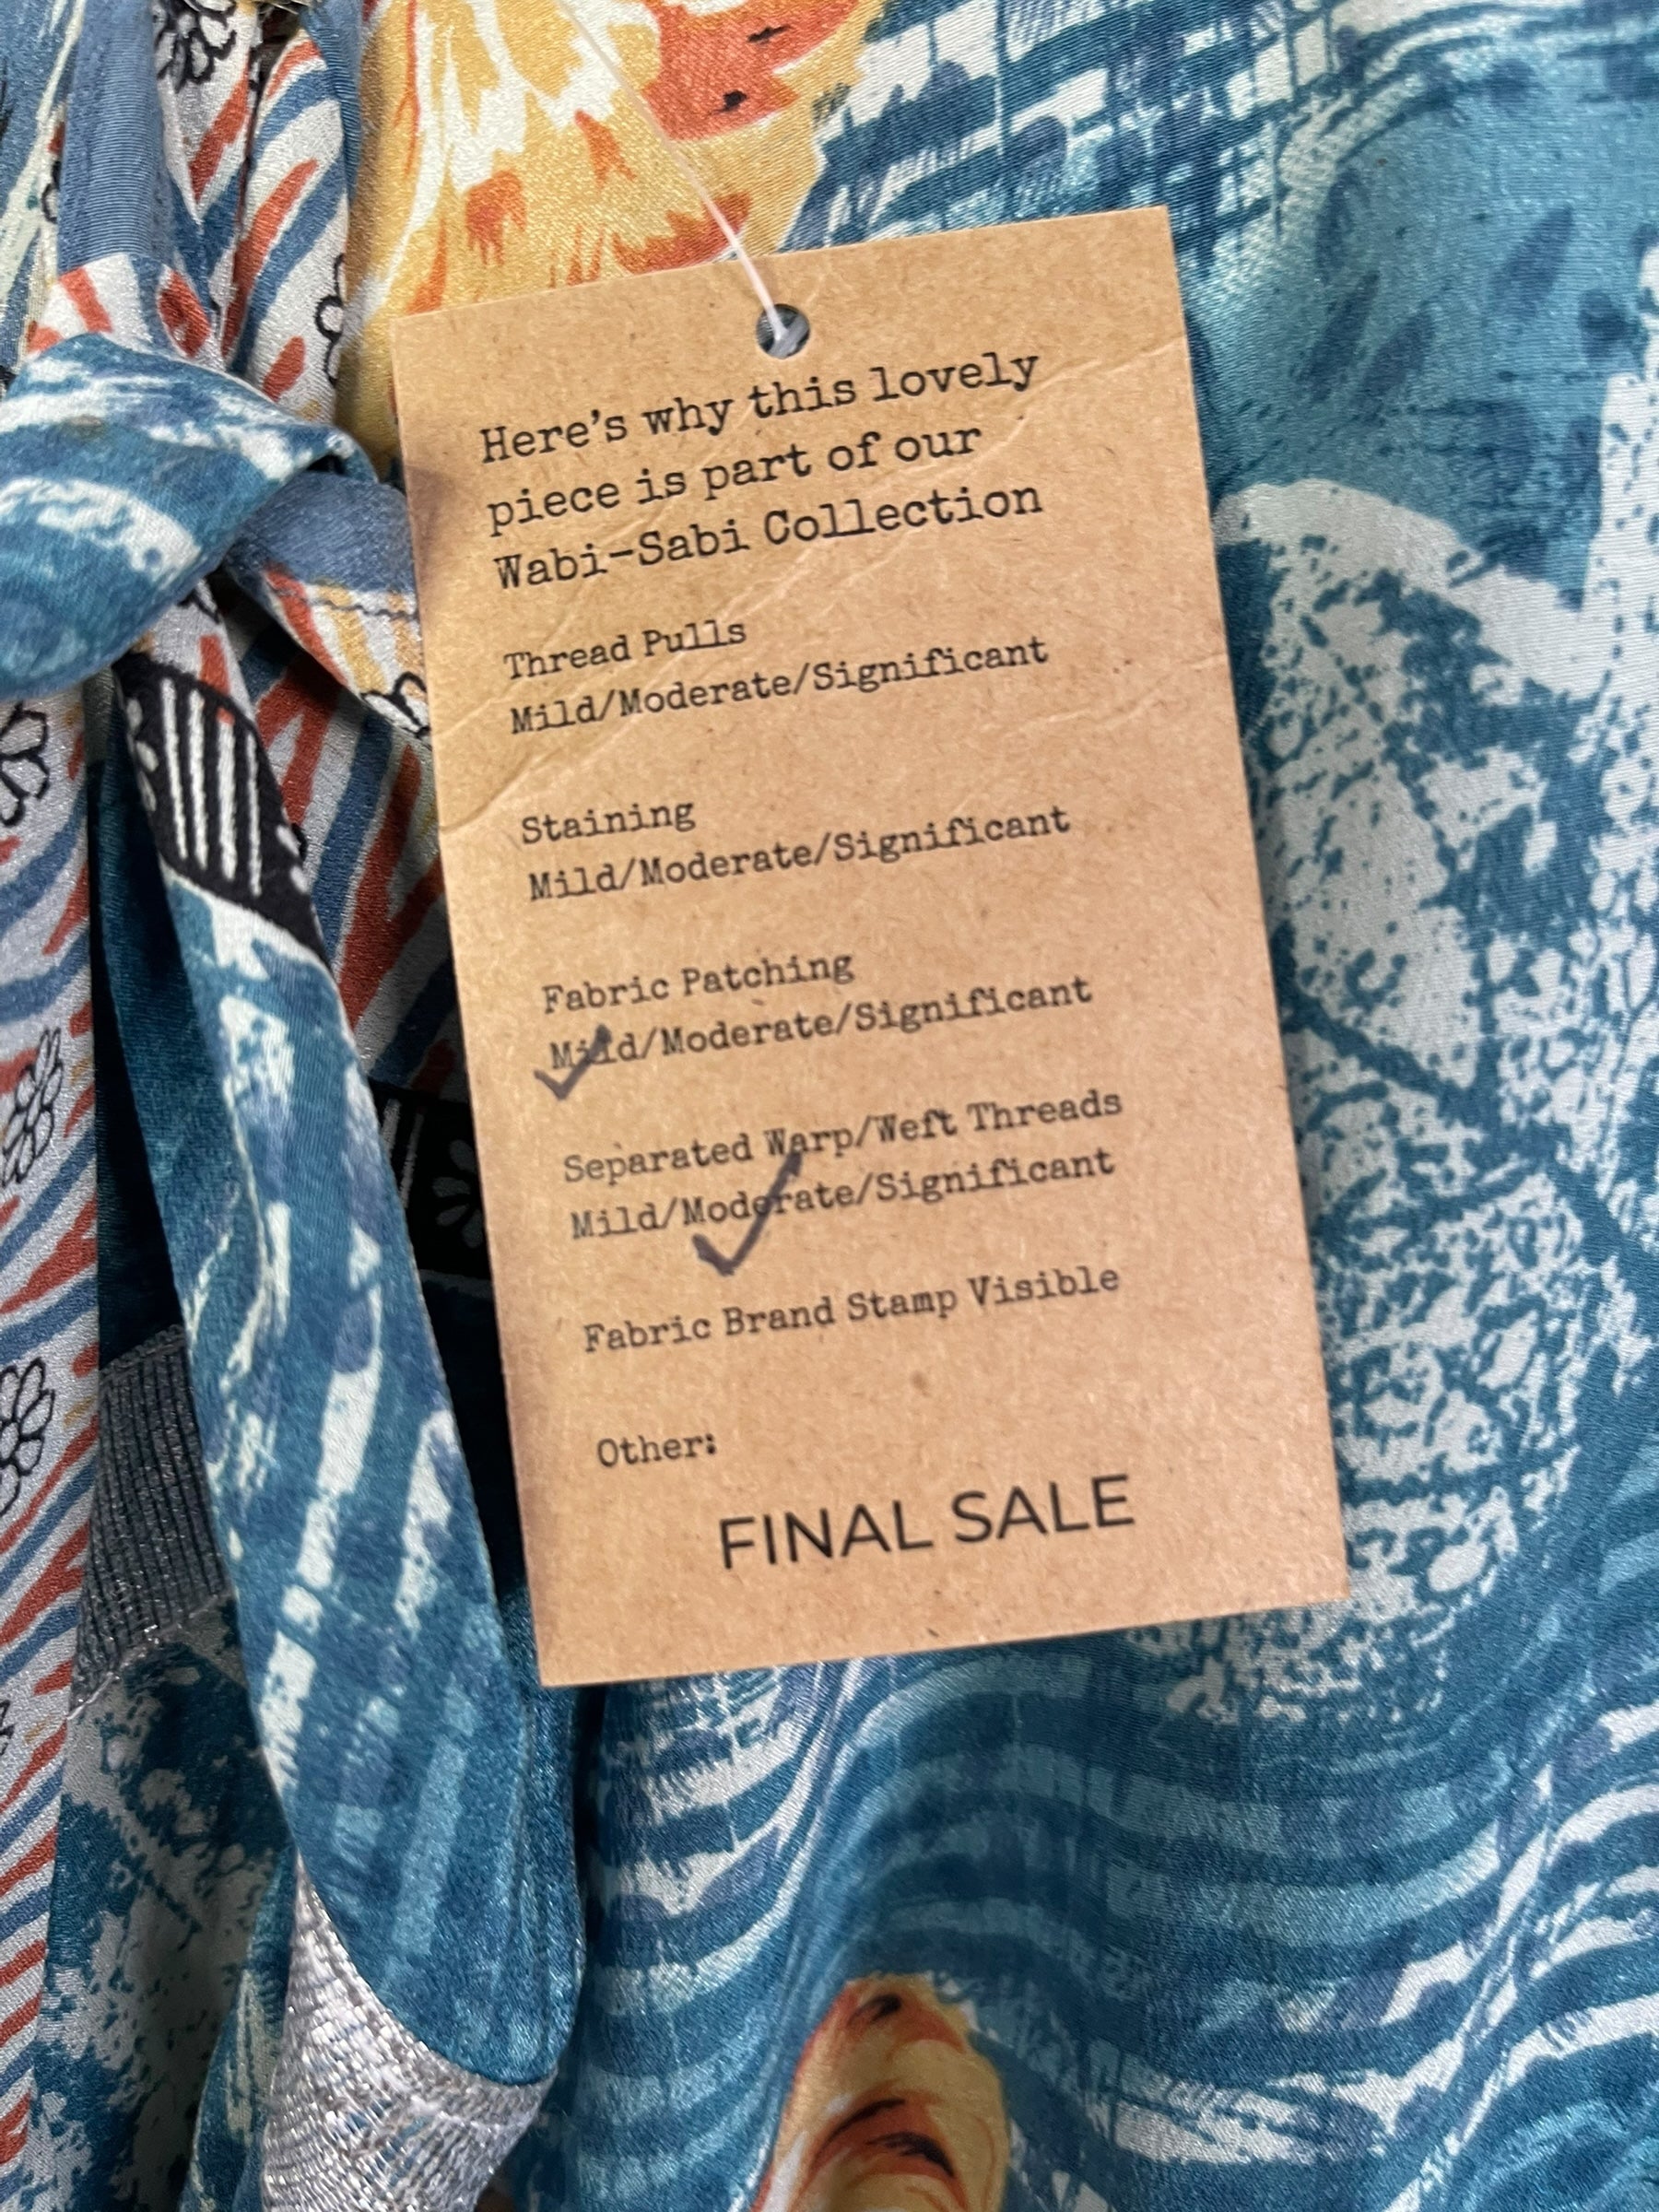 Here's why this lovely
piece is part of our
Wabi-Sabi Collection
Thread Pulls
Mild/Moderate/Significant
Staining
Mild/Moderate/Significant
Fabric Patching
Mild/Moderate/Significant
Separated Warp/Weft Threads
Mild/Moderate/Significant
Fabric Brand Stamp Visible
Other:
FINAL SALE